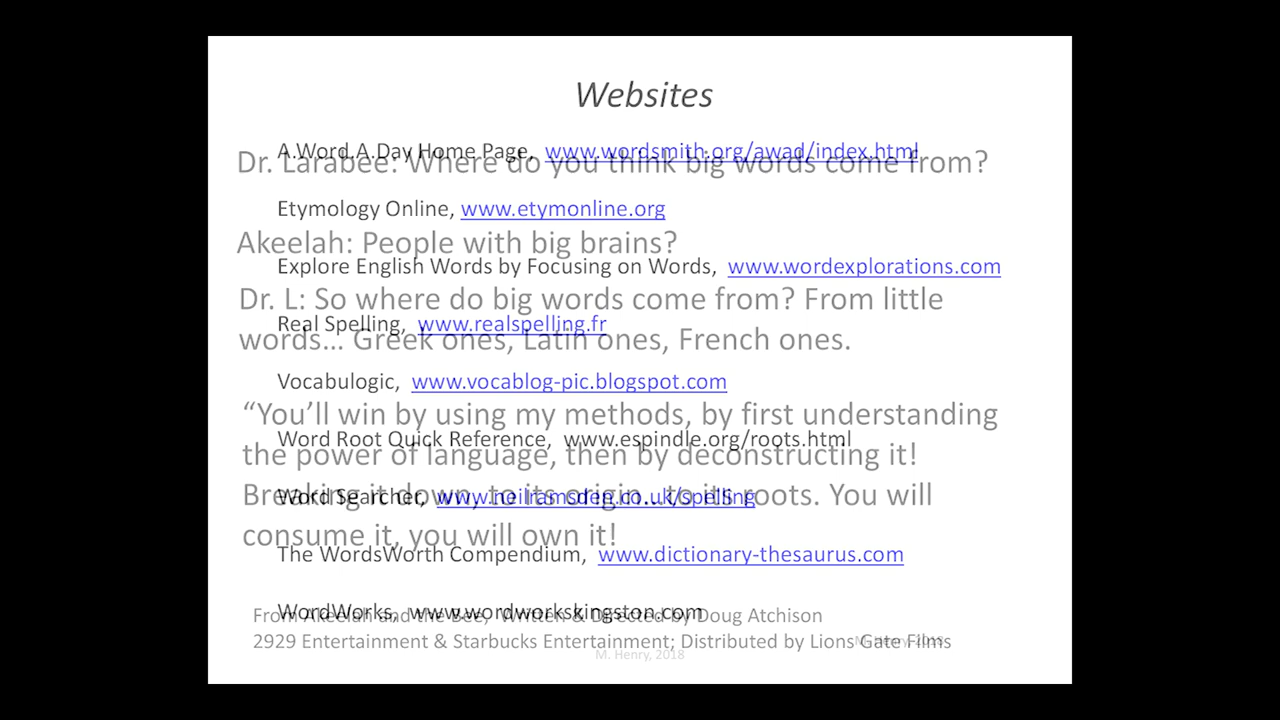 Websites
A.Word.A.Day Home Page, www.wordsmith.org/awad/index.html
Dr. Larabee: Where do you think big words come from?
Etymology Online, www.etymonline.org
Akeelah: People with big brains?
Explore English Words by Focusing on Words, www.wordexplorations.com
Dr. L: So where do big words come from? From little
Real Spelling, www.realspelling.fr
words... Greek ones, Latin ones, French ones.
Vocabulogic, www.vocablog-plc.blogspot.com
“You’ll win by using my methods, by first understanding
Word Root Quick Reference, www.espindle.org/roots.html
the power of language, then by deconstructing it!
Breaking it down, to its origin...to its roots. You will
Word Searcher, www.neilramsden.co.uk/spelling
consume it, you will own it!
The WordsWorth Compendium, www.dictionary-thesaurus.com
WordWorks, www.wordworkskingston.com
From Akeelah and the Bee, Written & Directed by Doug Atchison
2929 Entertainment & Starbucks Entertainment; Distributed by Lions Gate Films
M. Henry, 2018
M. Henry, 2018